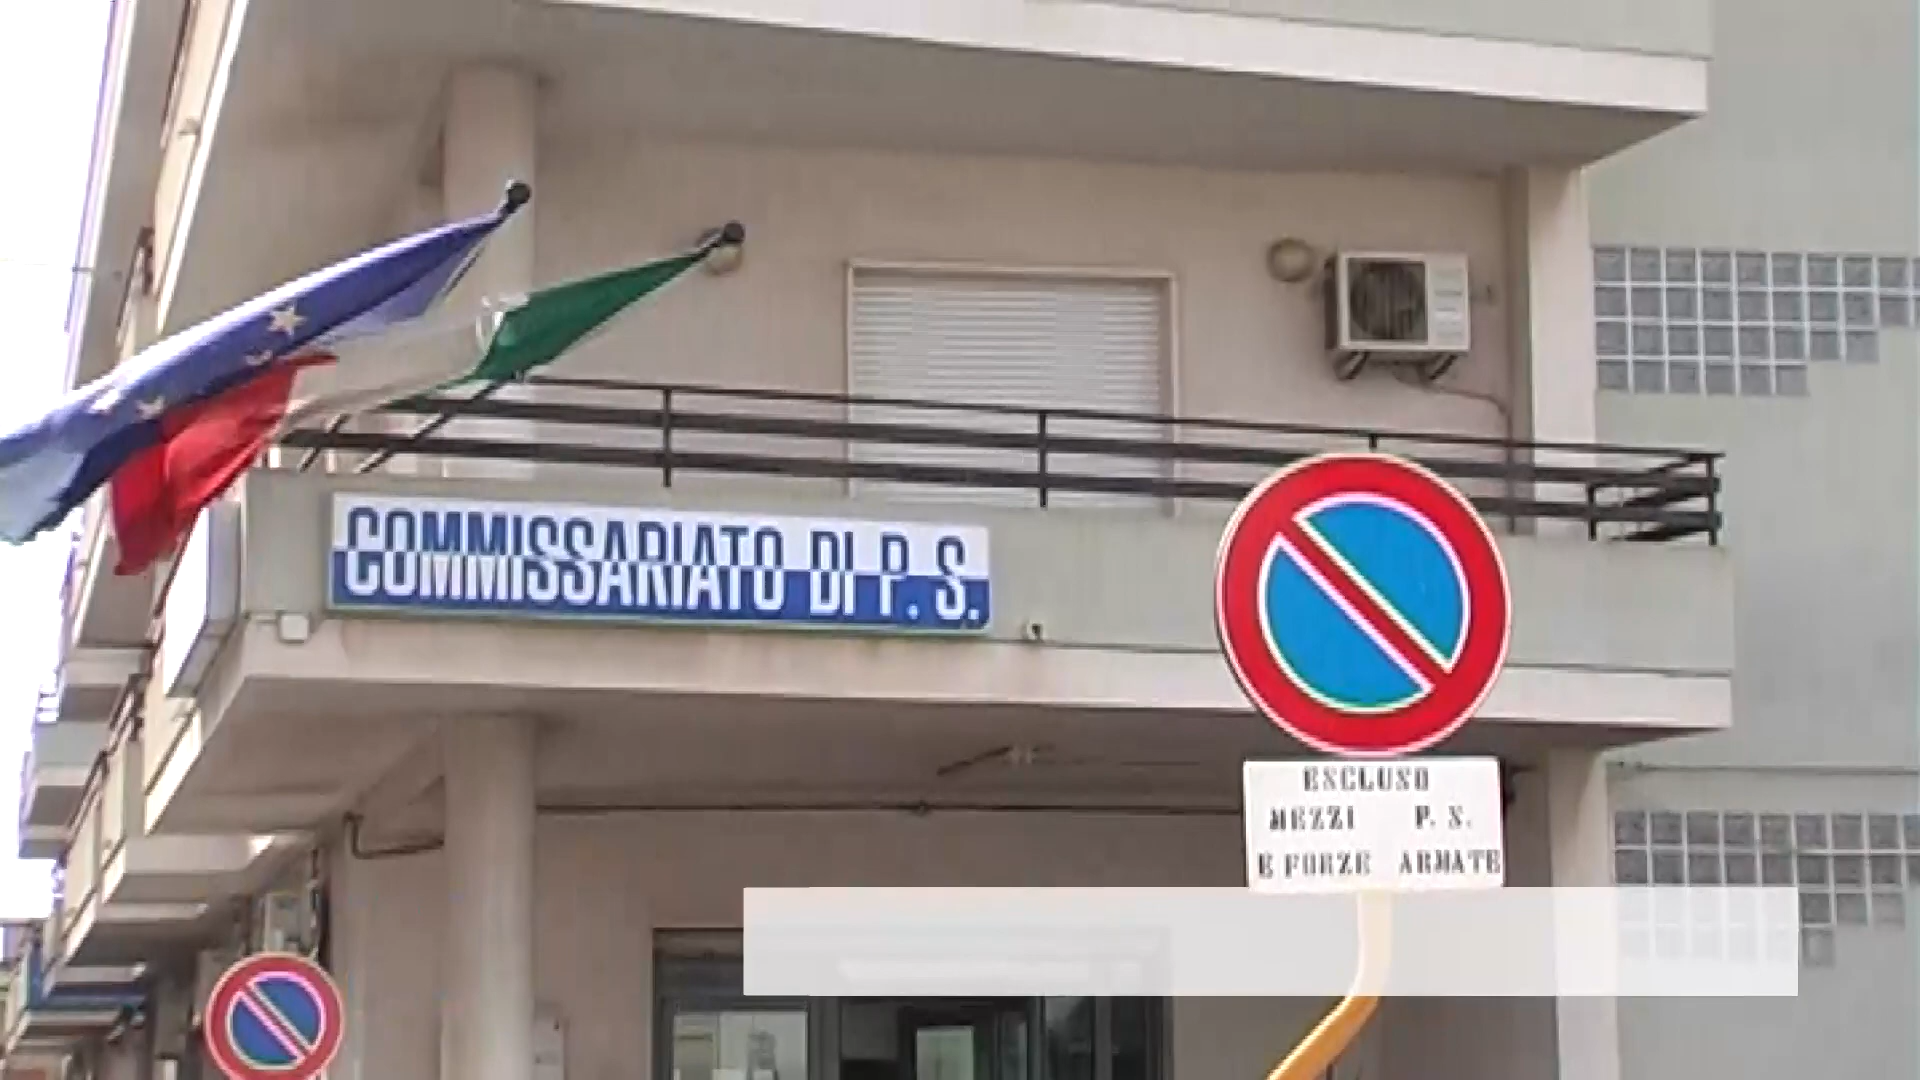 COMMISSARIATO DI P. S.
ESCLUSO
MEZZI P. S.
E FORZE ARMATE